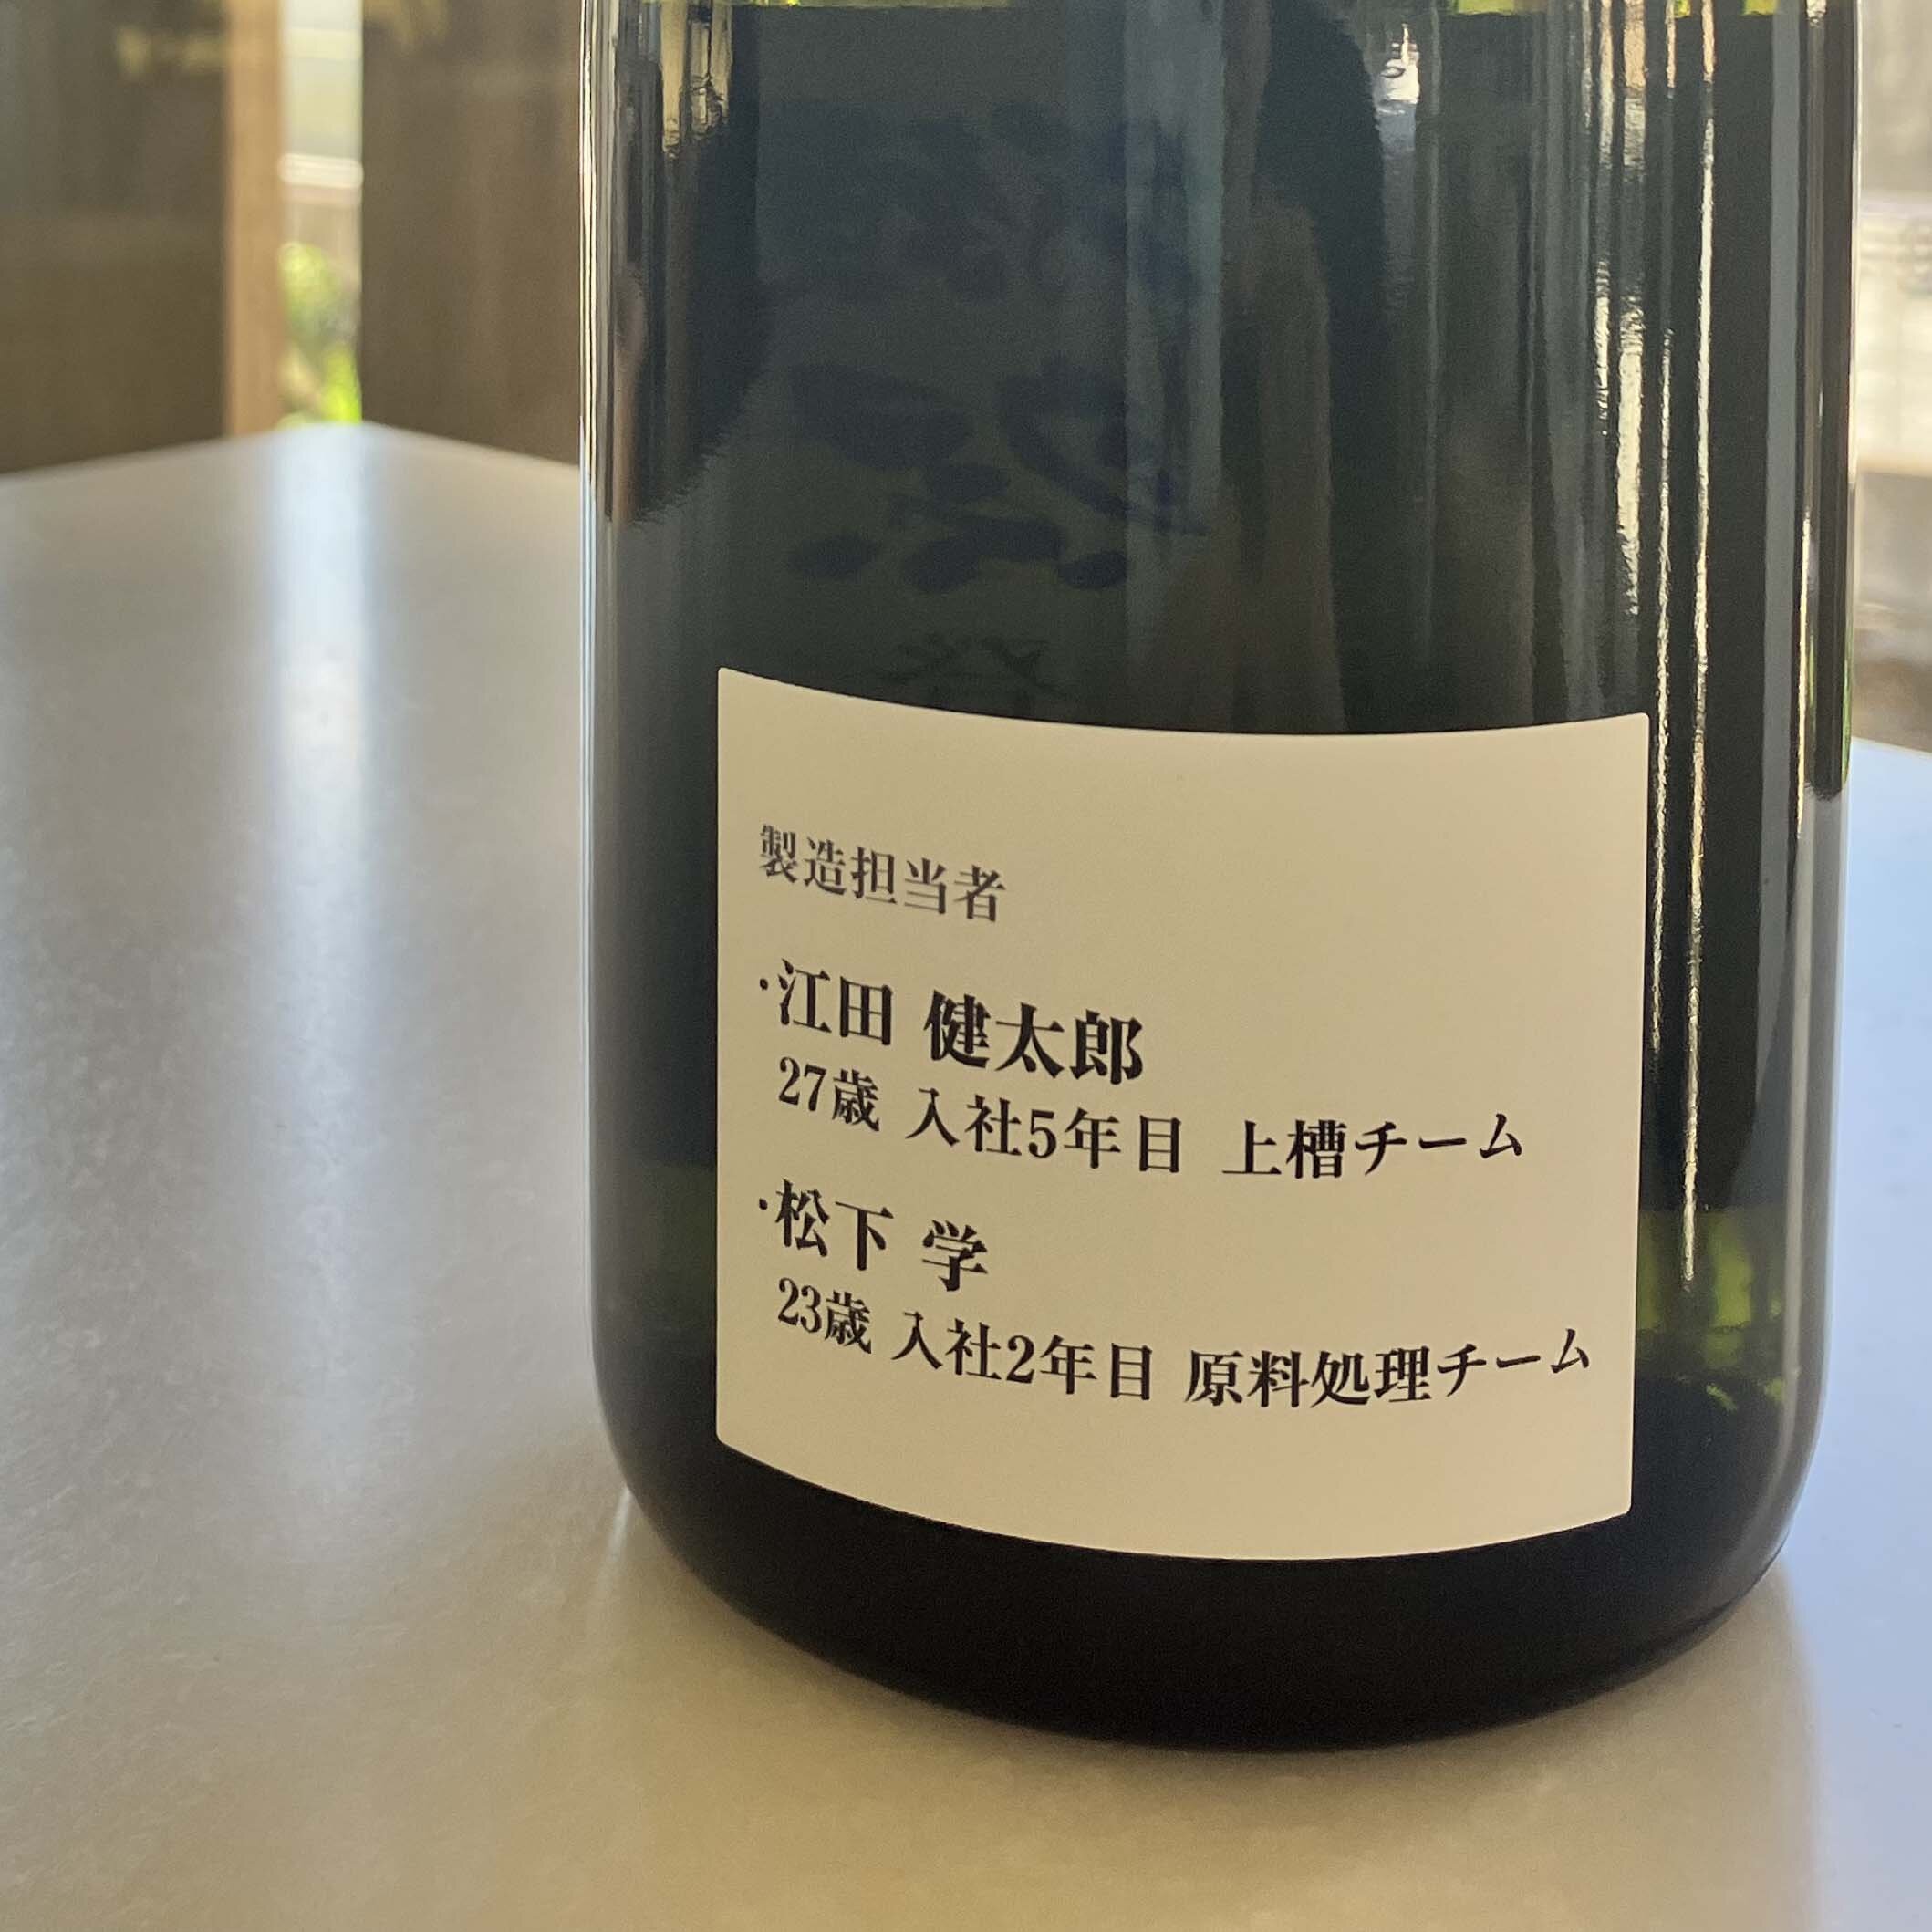 製造担当者
・江田 健太郎
27歳 入社5年目 上槽チーム
・松下 学
23歳 入社2年目 原料処理チーム